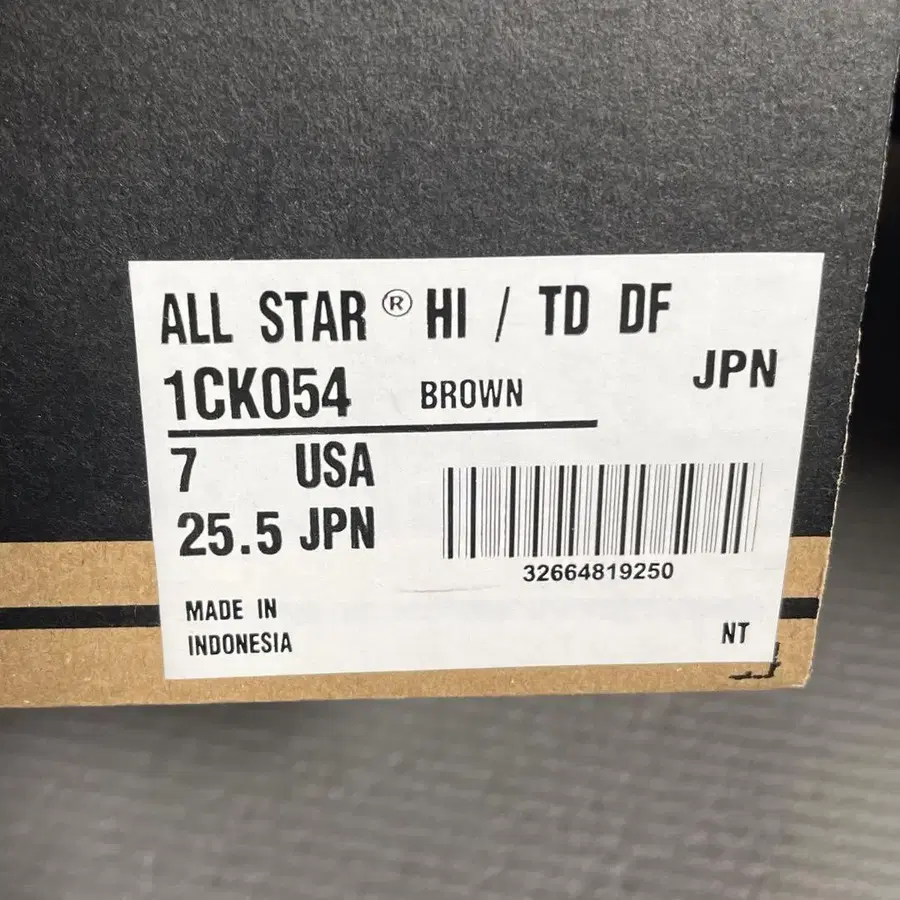 ALL STAR® HI / TD DF
1CK054 BROWN JPN
7 USA
25.5 JPN
32664819250
MADE IN
INDONESIA
NT